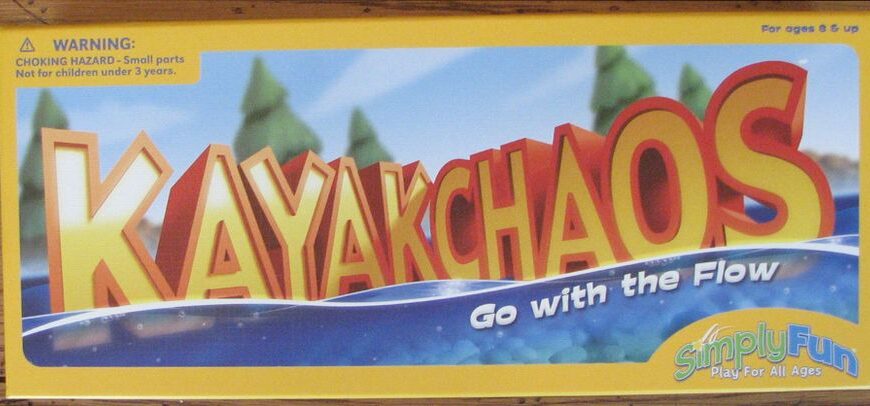 For ages 8 & up
⚠ WARNING:
CHOKING HAZARD - Small parts
Not for children under 3 years.
KAYAKCHAOS
Go with the Flow
SimplyFun
Play For All Ages